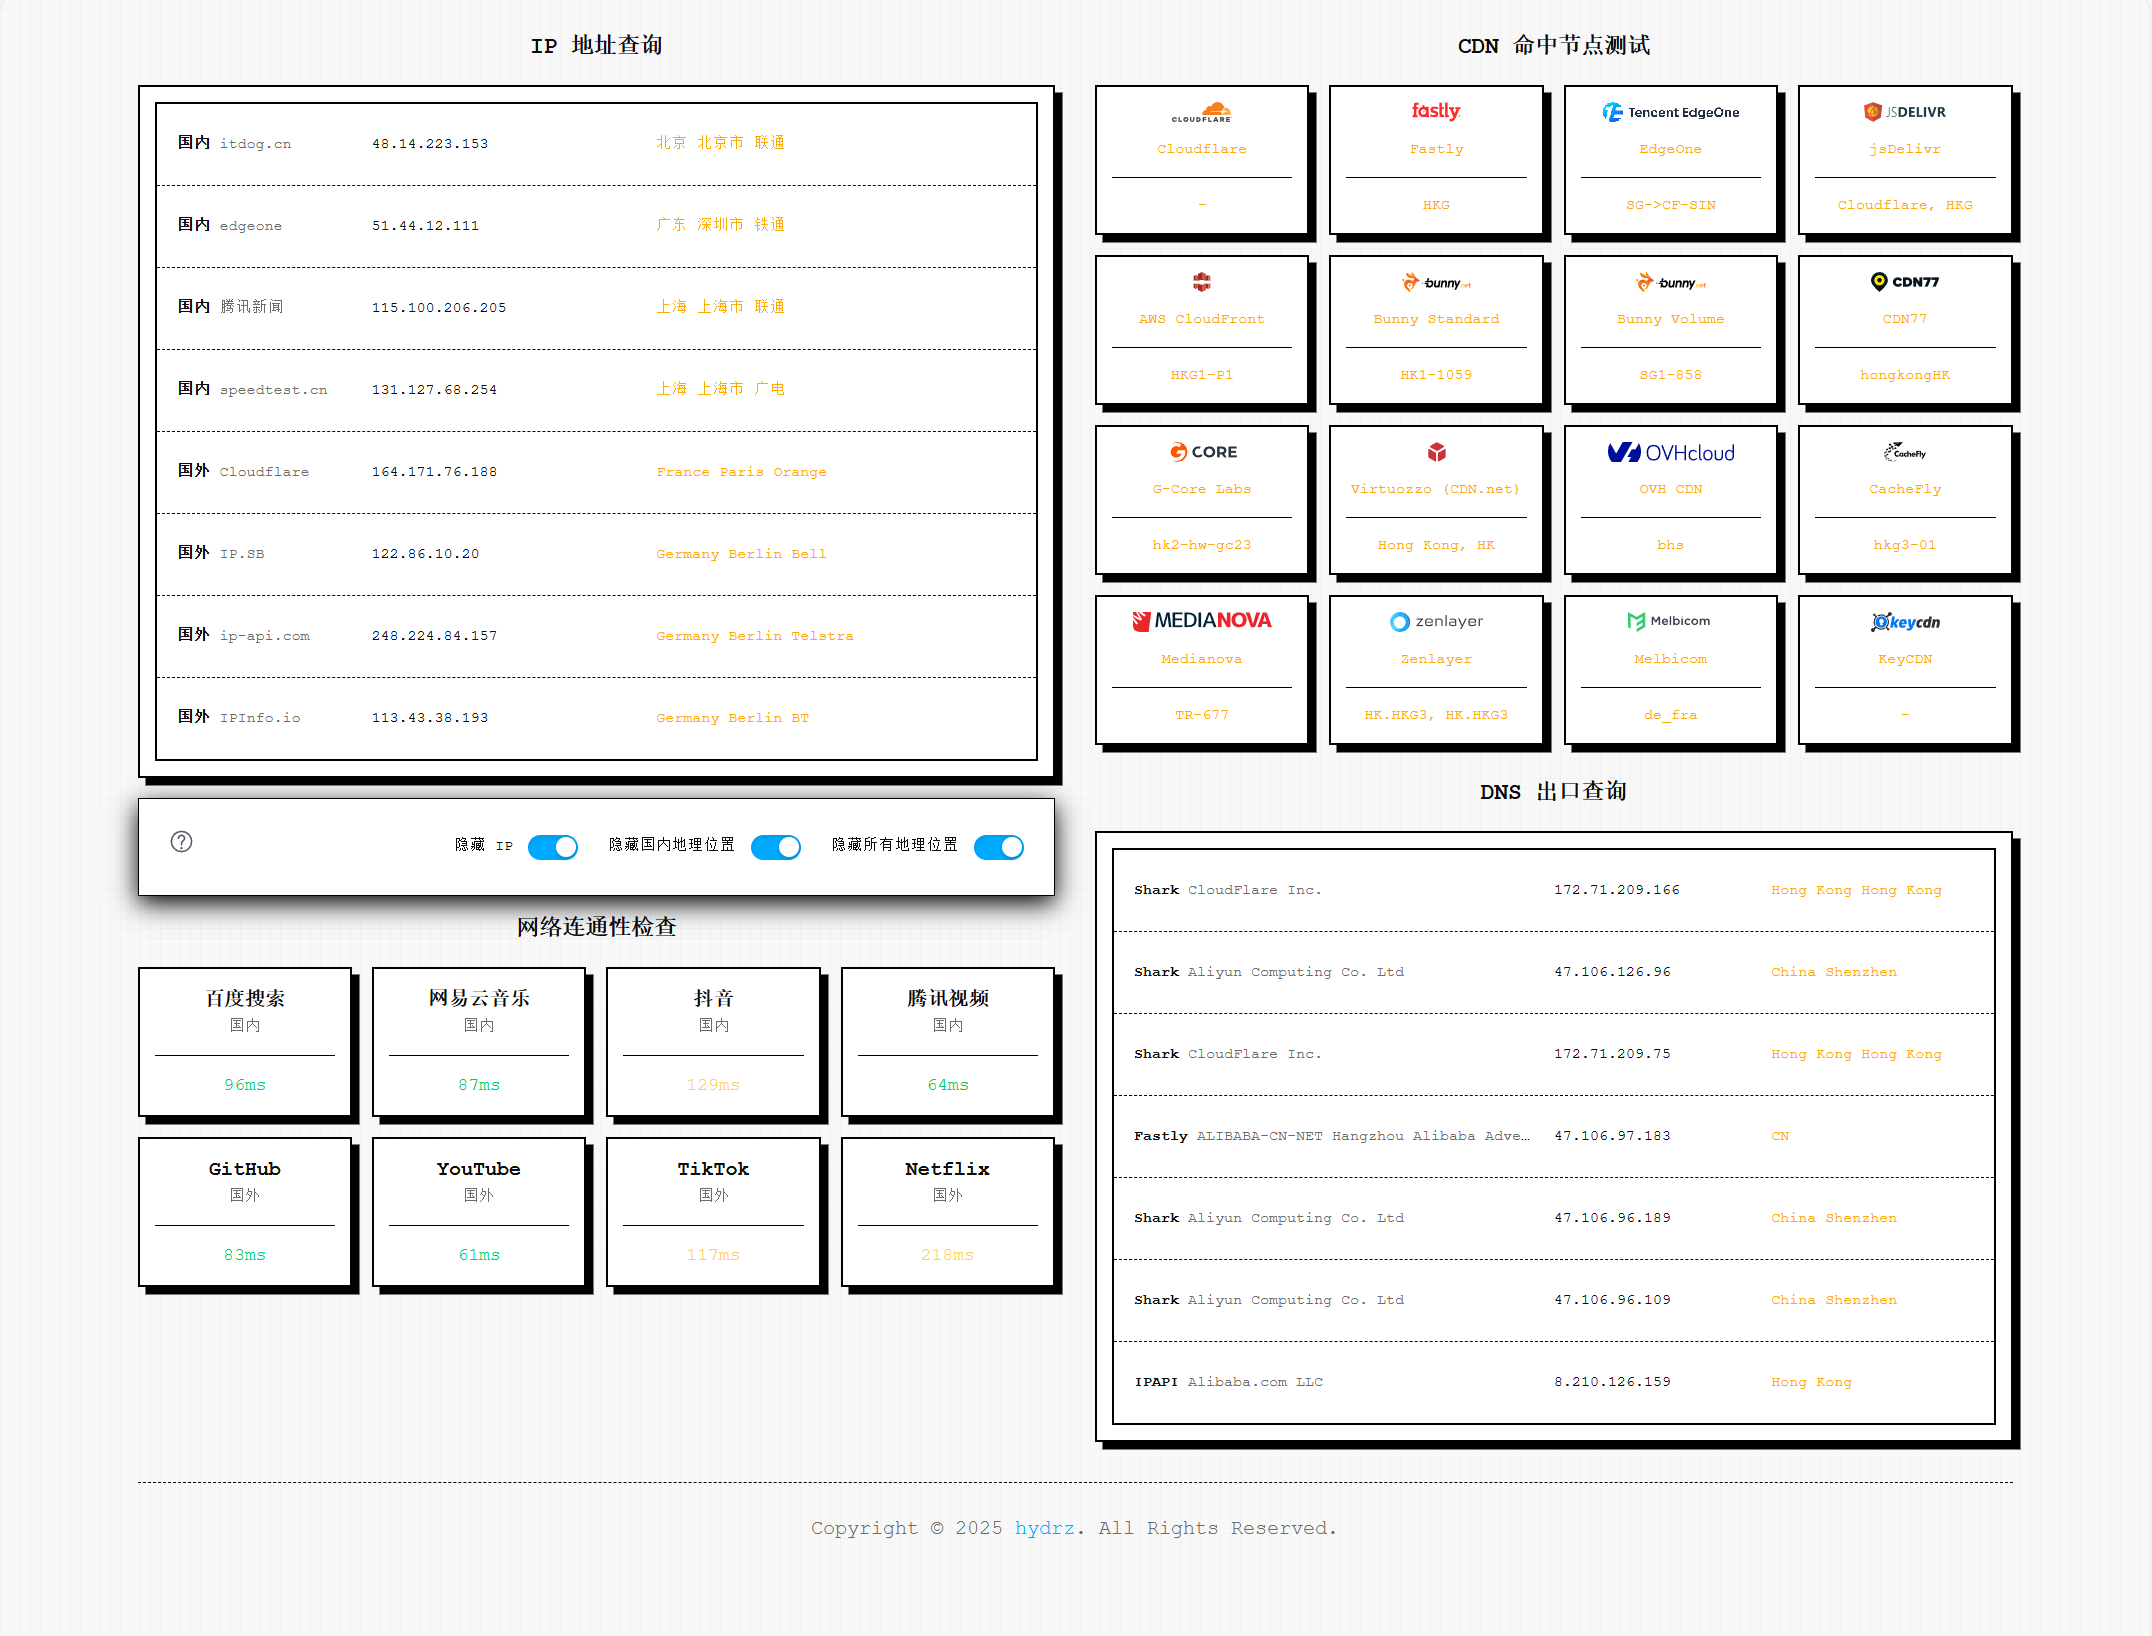 IP 地址查询
国内 itdog.cn 48.14.223.153 北京 北京市 联通
国内 edgeone 51.44.12.111 广东 深圳市 铁通
国内 腾讯新闻 115.100.206.205 上海 上海市 联通
国内 speedtest.cn 131.127.68.254 上海 上海市 广电
国外 Cloudflare 164.171.76.188 France Paris Orange
国外 IP.SB 122.86.10.20 Germany Berlin Bell
国外 ip-api.com 248.224.84.157 Germany Berlin Telstra
国外 IPInfo.io 113.43.38.193 Germany Berlin BT
隐藏 IP 隐藏国内地理位置 隐藏所有地理位置
网络连通性检查
百度搜索
国内
96ms
网易云音乐
国内
87ms
抖音
国内
129ms
腾讯视频
国内
64ms
GitHub
国外
83ms
YouTube
国外
61ms
TikTok
国外
117ms
Netflix
国外
218ms
CDN 命中节点测试
CLOUDFLARE
Cloudflare
-
fastly
Fastly
HKG
Tencent EdgeOne
EdgeOne
SG->CF-SIN
JSDELIVR
jsDelivr
Cloudflare, HKG
AWS CloudFront
HKG1-P1
bunny.net
Bunny Standard
HK1-1059
bunny.net
Bunny Volume
SG1-858
CDN77
CDN77
hongkongHK
CORE
G-Core Labs
hk2-hw-gc23
Virtuozzo (CDN.net)
Hong Kong, HK
OVHcloud
OVH CDN
bhs
CacheFly
CacheFly
hkg3-01
MEDIANOVA
Medianova
TR-677
zenlayer
Zenlayer
HK.HKG3, HK.HKG3
Melbicom
Melbicom
de_fra
keycdn
KeyCDN
-
DNS 出口查询
Shark CloudFlare Inc. 172.71.209.166 Hong Kong Hong Kong
Shark Aliyun Computing Co. Ltd 47.106.126.96 China Shenzhen
Shark CloudFlare Inc. 172.71.209.75 Hong Kong Hong Kong
Fastly ALIBABA-CN-NET Hangzhou Alibaba Adve… 47.106.97.183 CN
Shark Aliyun Computing Co. Ltd 47.106.96.189 China Shenzhen
Shark Aliyun Computing Co. Ltd 47.106.96.109 China Shenzhen
IPAPI Alibaba.com LLC 8.210.126.159 Hong Kong
Copyright © 2025 hydrz. All Rights Reserved.